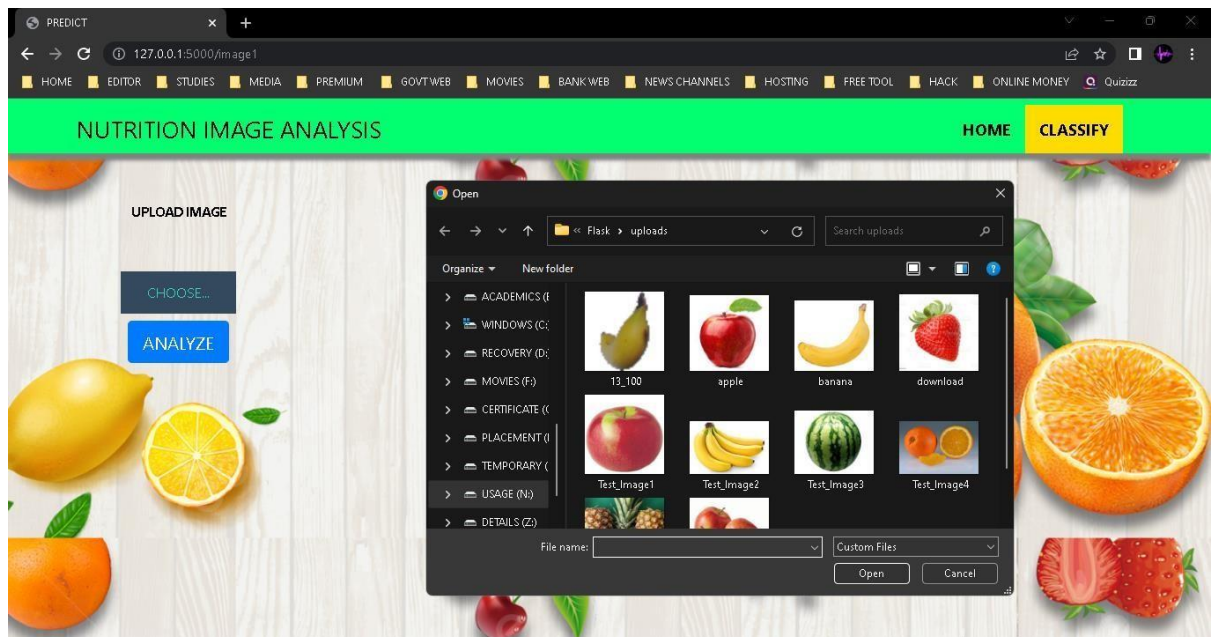 PREDICT
127.0.0.1:5000/image1
HOME EDITOR STUDIES MEDIA PREMIUM GOVT WEB MOVIES BANK WEB NEWS CHANNELS HOSTING FREE TOOL HACK ONLINE MONEY Quizizz
NUTRITION IMAGE ANALYSIS HOME CLASSIFY
UPLOAD IMAGE
CHOOSE...
ANALYZE
Open
« Flask › uploads Search uploads
Organize New folder
ACADEMICS (E
WINDOWS (C:)
RECOVERY (D:
MOVIES (F:)
CERTIFICATE (
PLACEMENT (
TEMPORARY (
USAGE (N:)
DETAILS (Z:)
13_100 apple banana download
Test_Image1 Test_Image2 Test_Image3 Test_Image4
File name: Custom Files
Open Cancel